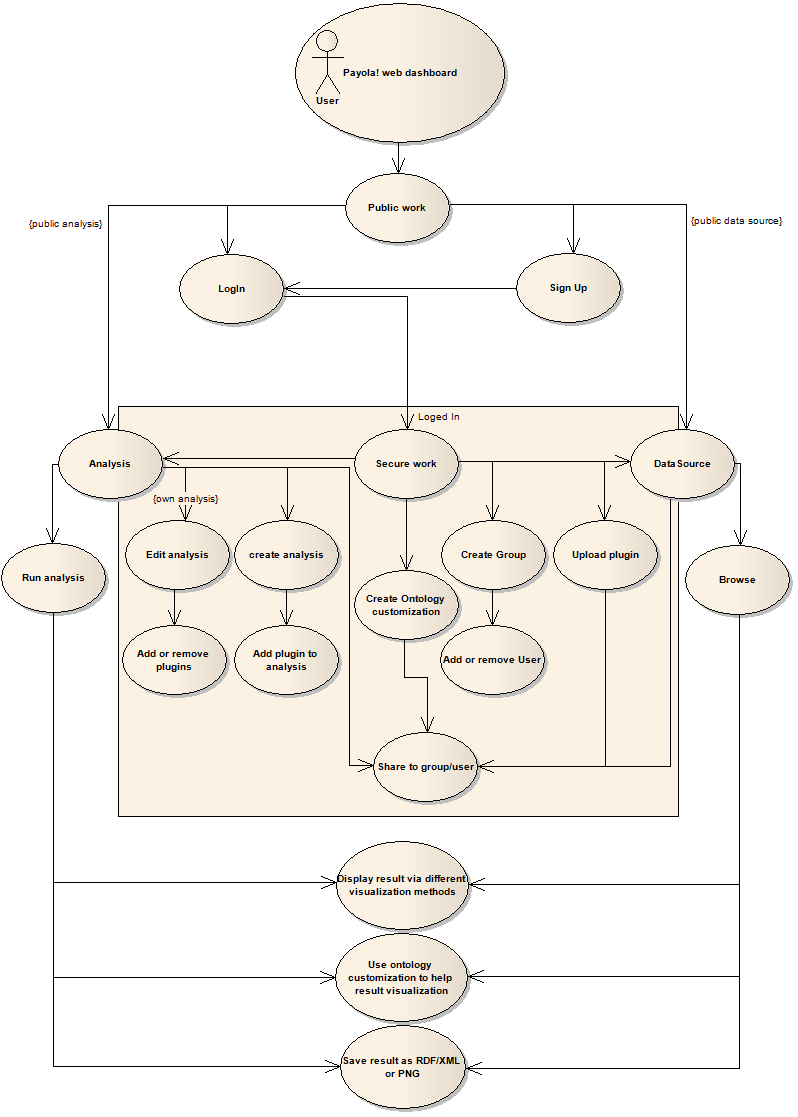 Payola! web dashboard
User
Public work
{public analysis}
{public data source}
LogIn
Sign Up
Loged In
Analysis
Secure work
DataSource
{own analysis}
Edit analysis
create analysis
Create Group
Upload plugin
Run analysis
Browse
Create Ontology
customization
Add or remove
plugins
Add plugin to
analysis
Add or remove User
Share to group/user
Display result via different
visualization methods
Use ontology
customization to help
result visualization
Save result as RDF/XML
or PNG